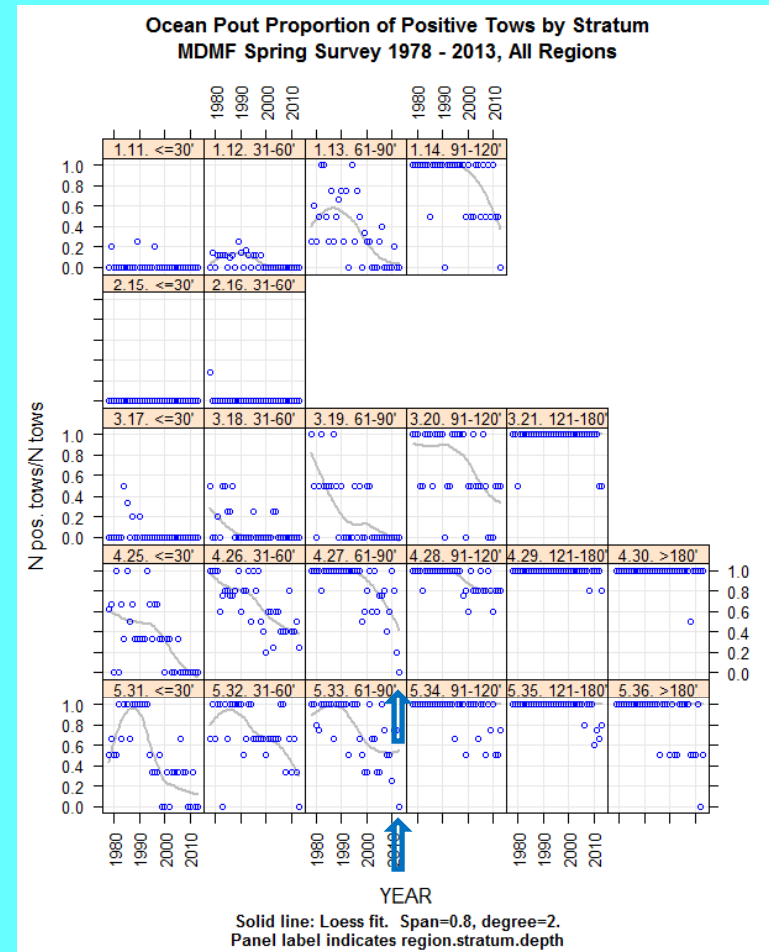 Ocean Pout Proportion of Positive Tows by Stratum
MDMF Spring Survey 1978 - 2013, All Regions
1980 1990 2000 2010 1980 1990 2000 2010
1.11. <=30' 1.12. 31-60' 1.13. 61-90' 1.14. 91-120'
1.0
0.8
0.6
0.4
0.2
0.0
2.15. <=30' 2.16. 31-60'
3.17. <=30' 3.18. 31-60' 3.19. 61-90' 3.20. 91-120' 3.21. 121-180'
1.0
0.8
0.6
0.4
0.2
0.0
N pos. tows/N tows
4.25. <=30' 4.26. 31-60' 4.27. 61-90' 4.28. 91-120' 4.29. 121-180' 4.30. >180'
1.0
0.8
0.6
0.4
0.2
0.0
5.31. <=30' 5.32. 31-60' 5.33. 61-90' 5.34. 91-120' 5.35. 121-180' 5.36. >180'
1.0
0.8
0.6
0.4
0.2
0.0
1980 1990 2000 2010 1980 1990 2000 2010 1980 1990 2000 2010
YEAR
Solid line: Loess fit. Span=0.8, degree=2.
Panel label indicates region.stratum.depth